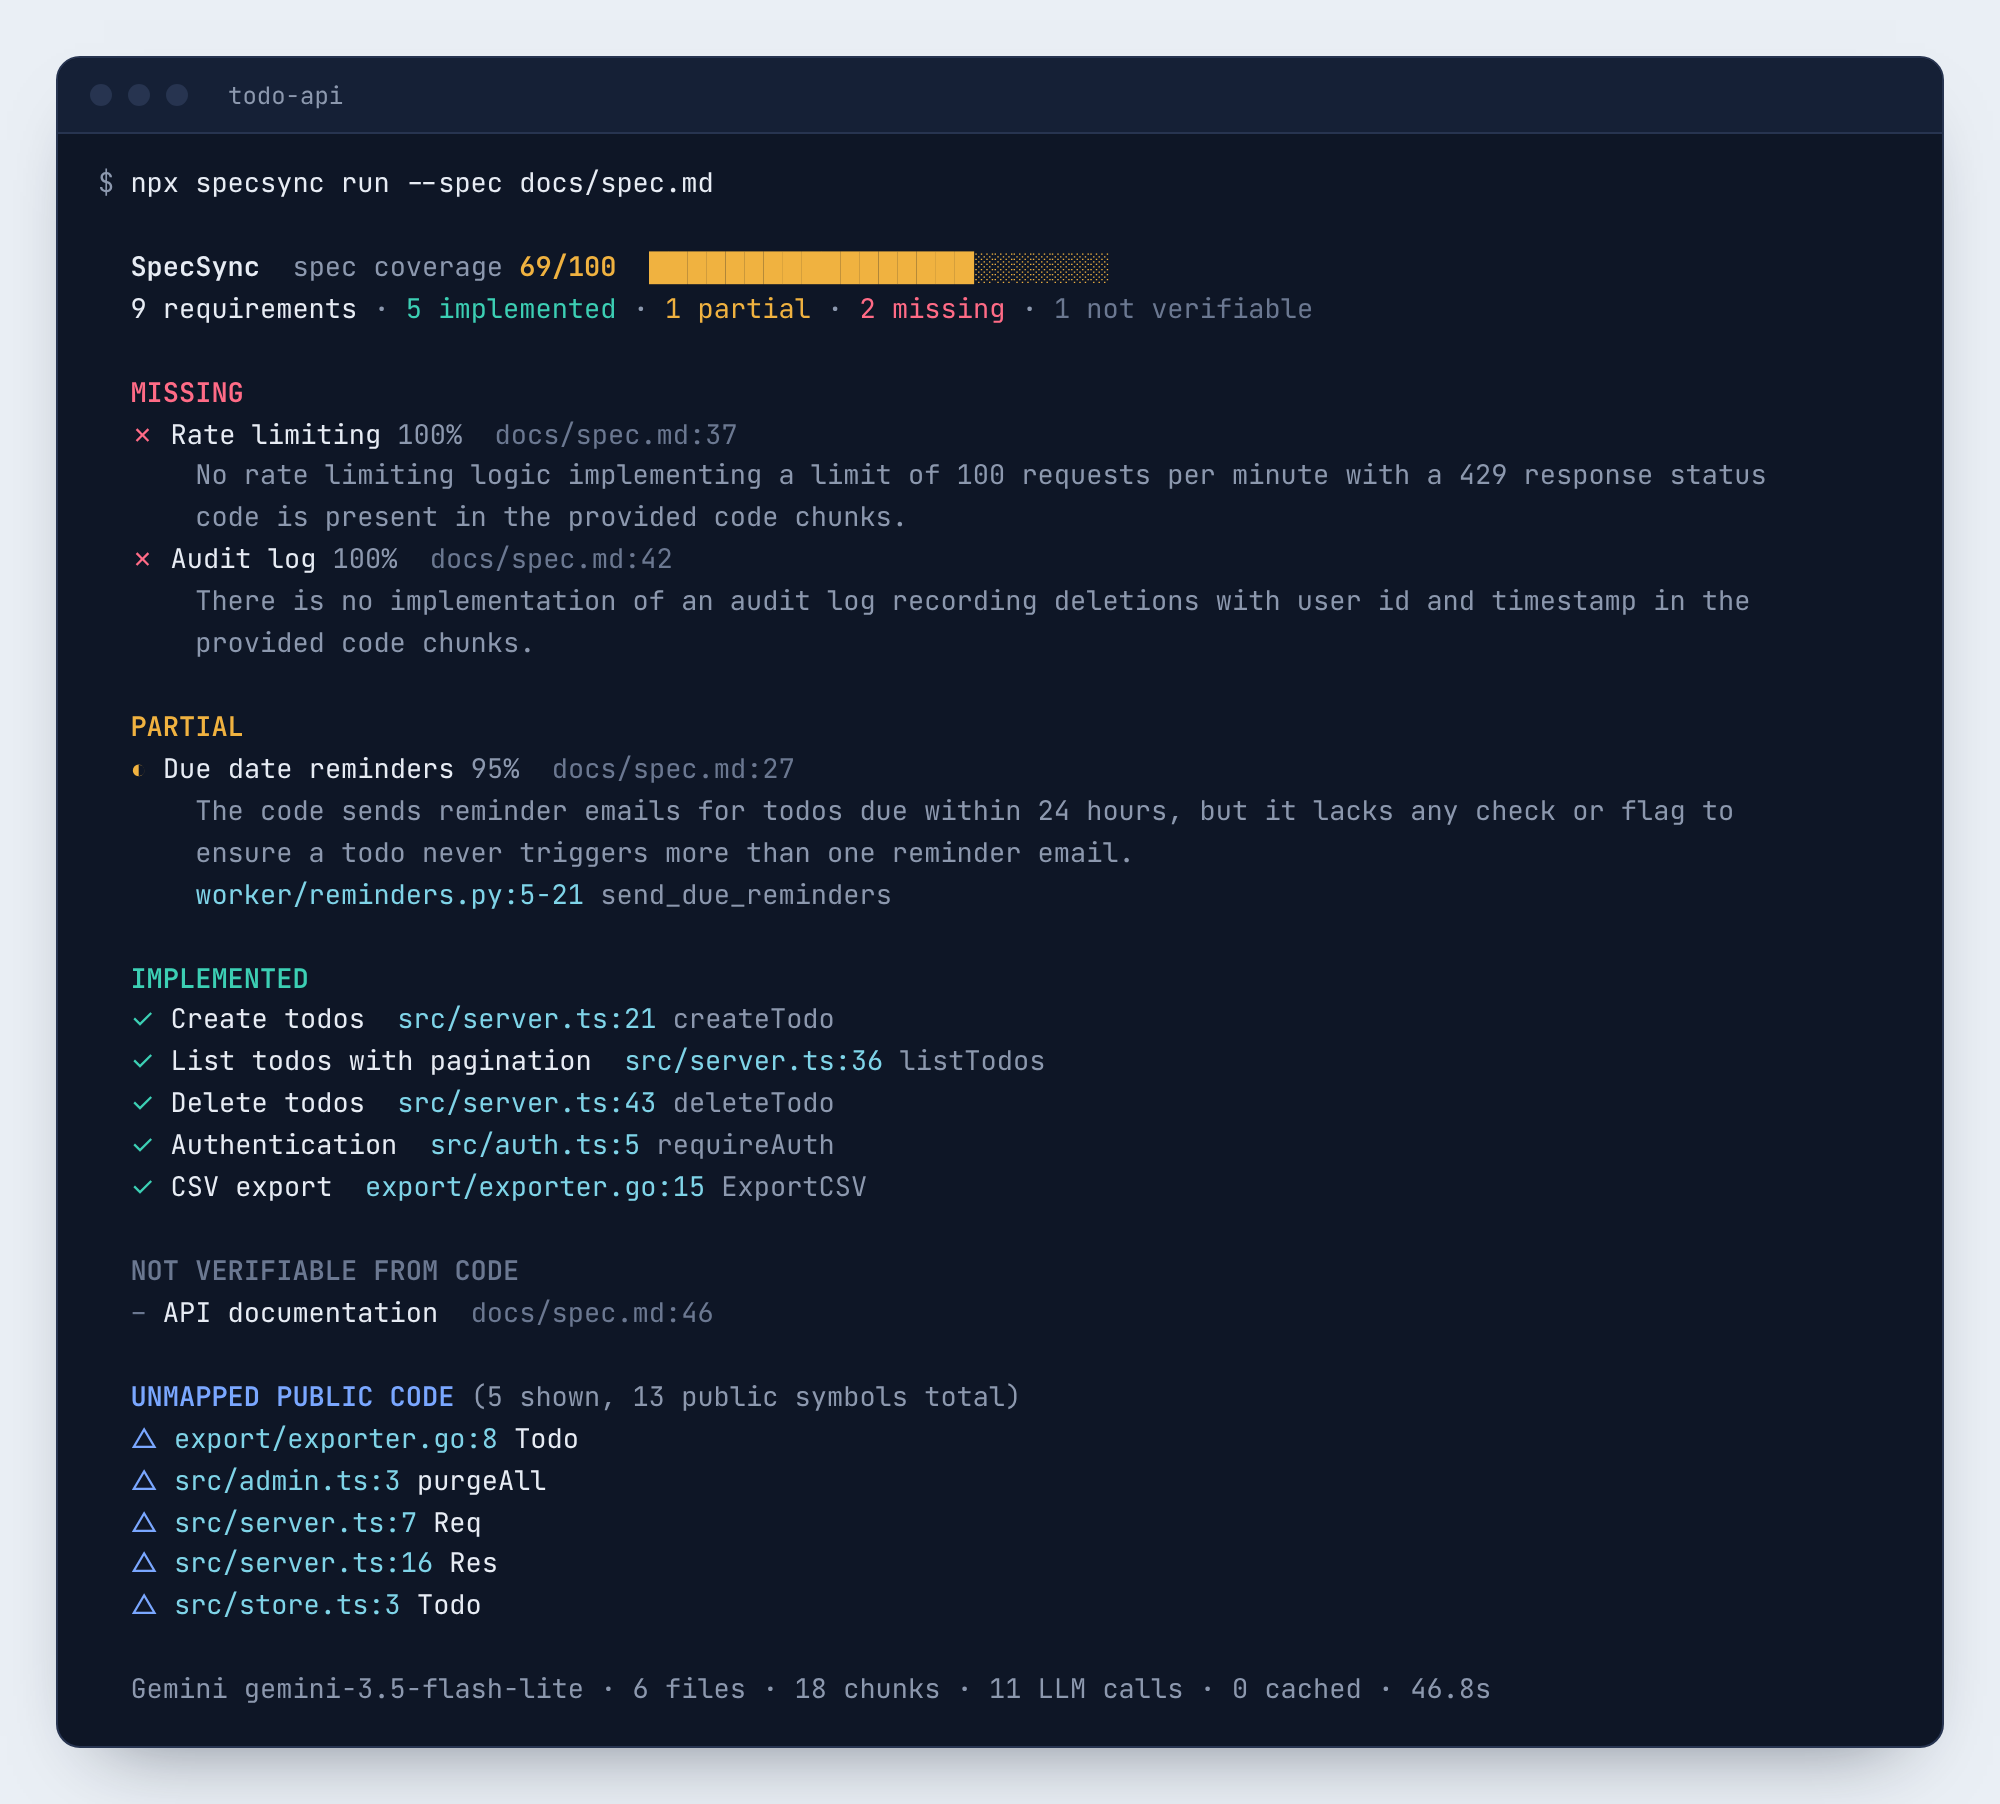 todo-api
$ npx specsync run --spec docs/spec.md
SpecSync spec coverage 69/100
9 requirements · 5 implemented · 1 partial · 2 missing · 1 not verifiable
MISSING
✕ Rate limiting 100% docs/spec.md:37
No rate limiting logic implementing a limit of 100 requests per minute with a 429 response status
code is present in the provided code chunks.
✕ Audit log 100% docs/spec.md:42
There is no implementation of an audit log recording deletions with user id and timestamp in the
provided code chunks.
PARTIAL
◐ Due date reminders 95% docs/spec.md:27
The code sends reminder emails for todos due within 24 hours, but it lacks any check or flag to
ensure a todo never triggers more than one reminder email.
worker/reminders.py:5-21 send_due_reminders
IMPLEMENTED
✓ Create todos src/server.ts:21 createTodo
✓ List todos with pagination src/server.ts:36 listTodos
✓ Delete todos src/server.ts:43 deleteTodo
✓ Authentication src/auth.ts:5 requireAuth
✓ CSV export export/exporter.go:15 ExportCSV
NOT VERIFIABLE FROM CODE
– API documentation docs/spec.md:46
UNMAPPED PUBLIC CODE (5 shown, 13 public symbols total)
△ export/exporter.go:8 Todo
△ src/admin.ts:3 purgeAll
△ src/server.ts:7 Req
△ src/server.ts:16 Res
△ src/store.ts:3 Todo
Gemini gemini-3.5-flash-lite · 6 files · 18 chunks · 11 LLM calls · 0 cached · 46.8s